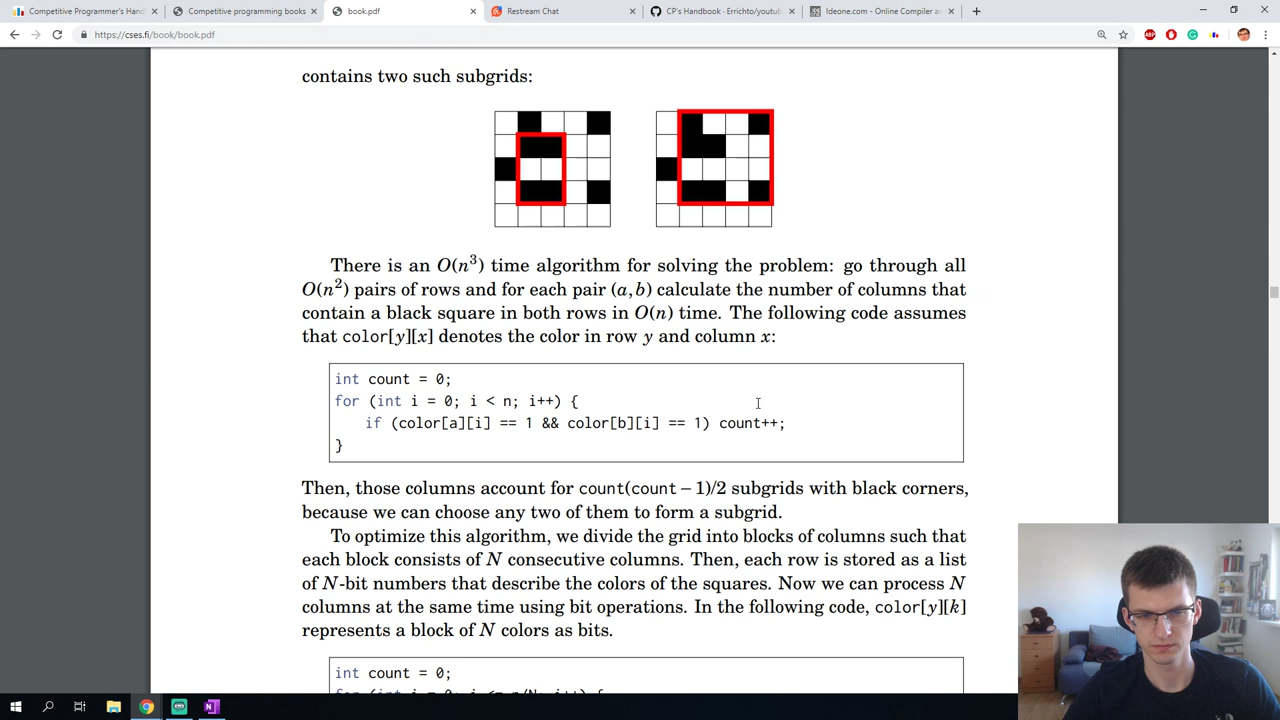 Competitive Programmer's Hand
Competitive programming books
book.pdf
Restream Chat
CP's Handbook · Errichto/youtub
Ideone.com - Online Compiler a
https://cses.fi/book/book.pdf
contains two such subgrids:
There is an O(n³) time algorithm for solving the problem: go through all
O(n²) pairs of rows and for each pair (a,b) calculate the number of columns that
contain a black square in both rows in O(n) time. The following code assumes
that color[y][x] denotes the color in row y and column x:
int count = 0;
for (int i = 0; i < n; i++) {
if (color[a][i] == 1 && color[b][i] == 1) count++;
}
Then, those columns account for count(count − 1)/2 subgrids with black corners,
because we can choose any two of them to form a subgrid.
To optimize this algorithm, we divide the grid into blocks of columns such that
each block consists of N consecutive columns. Then, each row is stored as a list
of N-bit numbers that describe the colors of the squares. Now we can process N
columns at the same time using bit operations. In the following code, color[y][k]
represents a block of N colors as bits.
int count = 0;
for (int i = 0; i <= n/N; i++) {